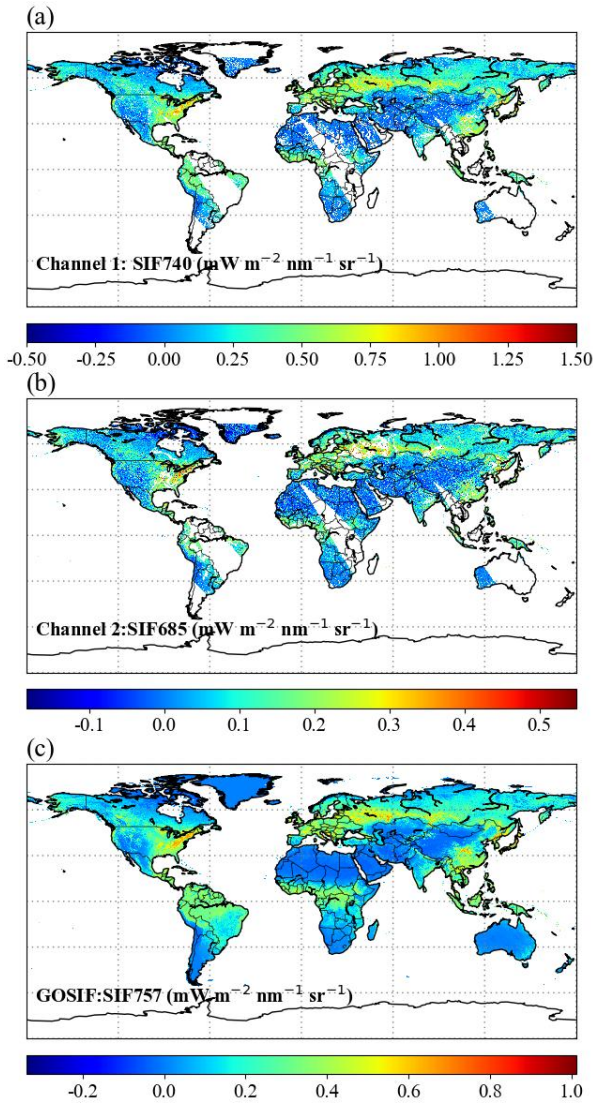 (a)
Channel 1: SIF740 (mW m⁻² nm⁻¹ sr⁻¹)
-0.50 -0.25 0.00 0.25 0.50 0.75 1.00 1.25 1.50
(b)
Channel 2:SIF685 (mW m⁻² nm⁻¹ sr⁻¹)
-0.1 0.0 0.1 0.2 0.3 0.4 0.5
(c)
GOSIF:SIF757 (mW m⁻² nm⁻¹ sr⁻¹)
-0.2 0.0 0.2 0.4 0.6 0.8 1.0